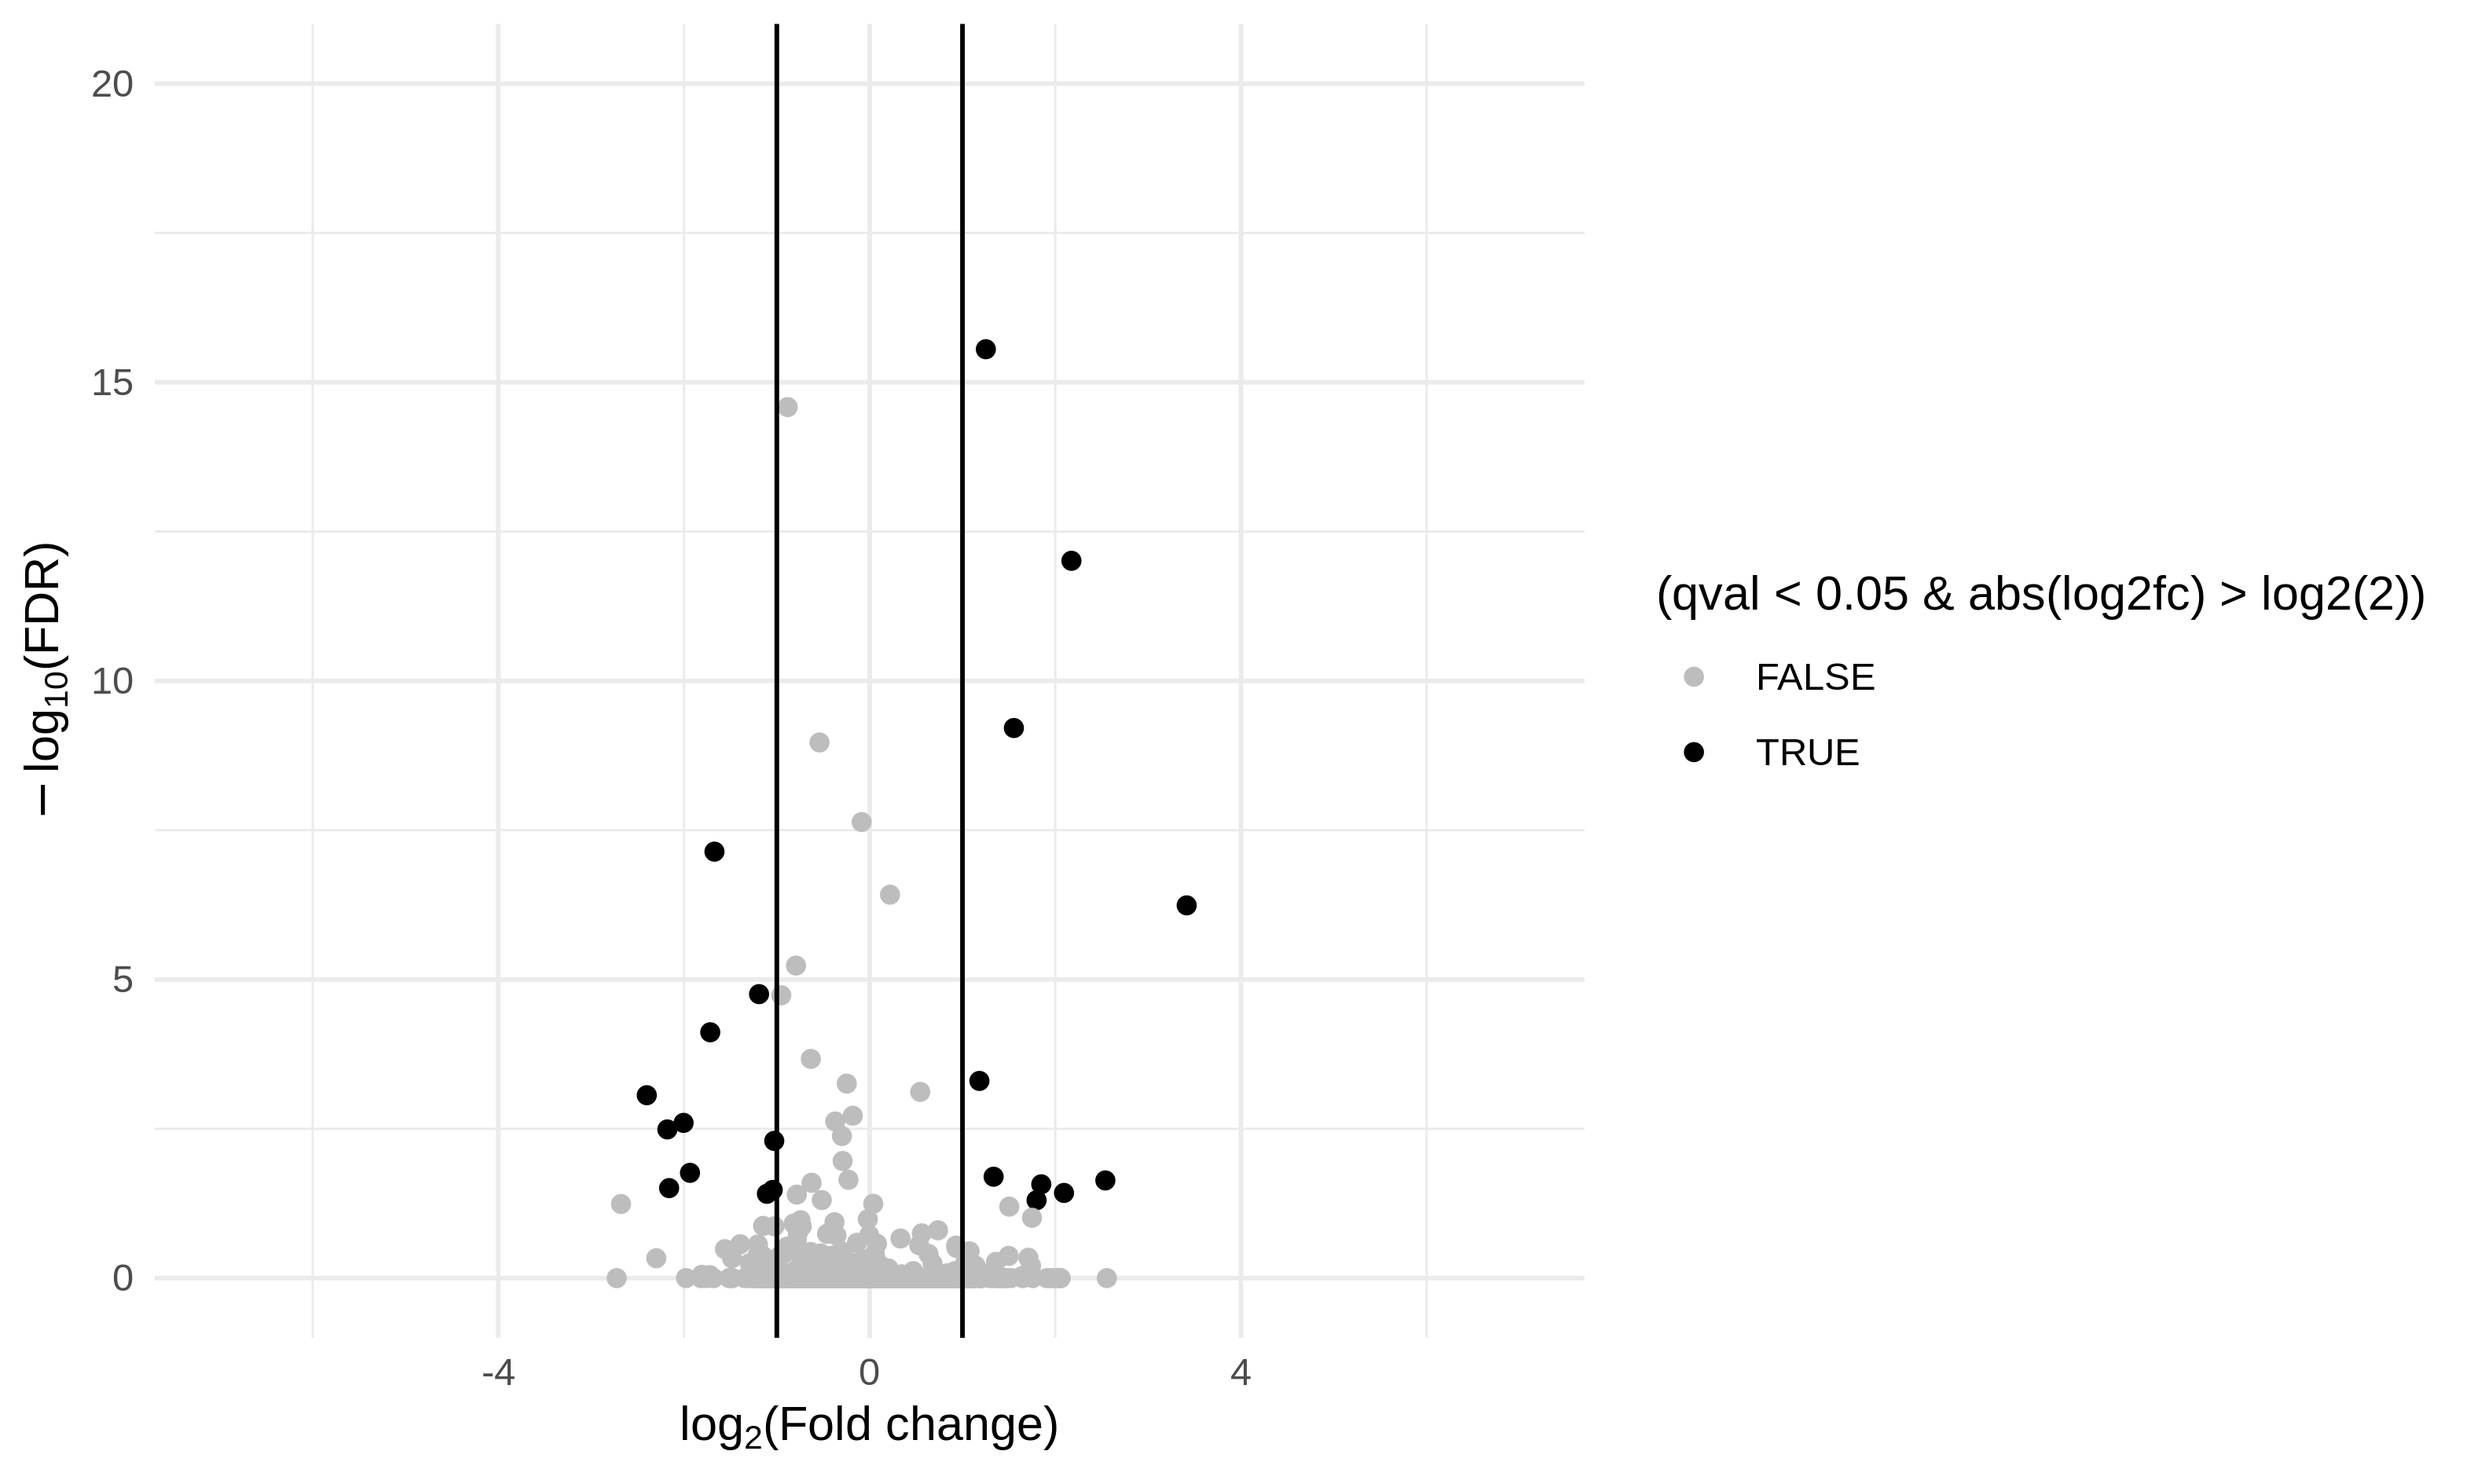 20
15
10
5
0
− log10(FDR)
-4 0 4
log2(Fold change)
(qval < 0.05 & abs(log2fc) > log2(2))
FALSE
TRUE